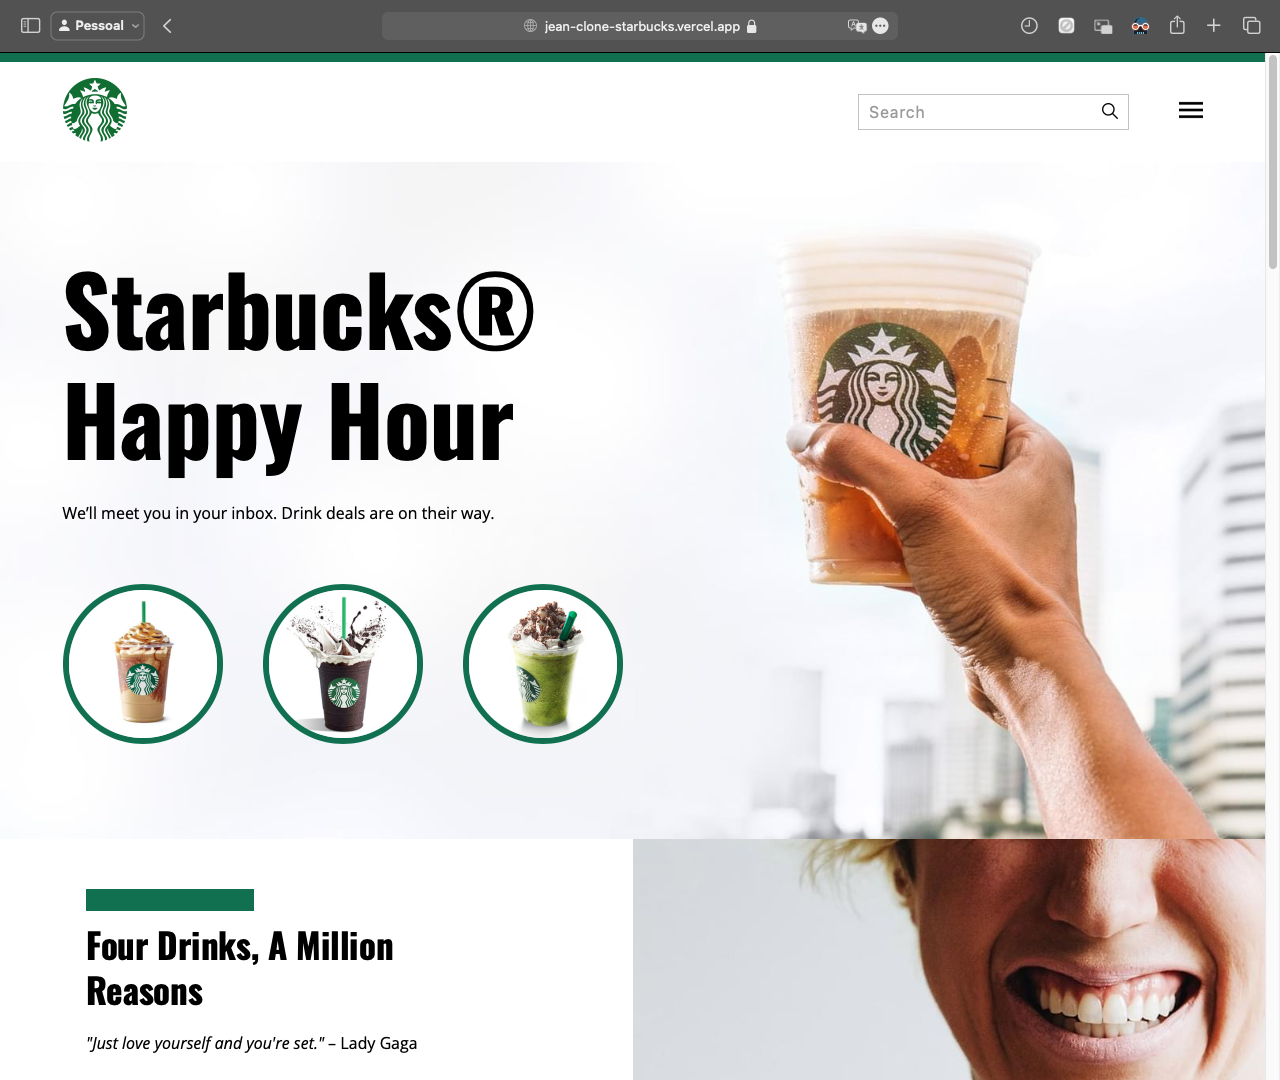 Pessoal
jean-clone-starbucks.vercel.app
Search
Starbucks®
Happy Hour
We’ll meet you in your inbox. Drink deals are on their way.
Four Drinks, A Million
Reasons
"Just love yourself and you're set." – Lady Gaga